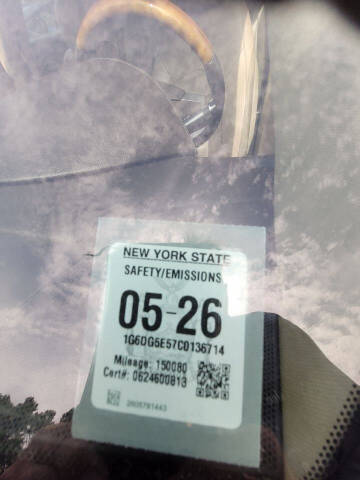 NEW YORK STATE
SAFETY/EMISSIONS
05-26
1G6DG5E57C0136714
Mileage: 150080
Cert#: 0624600813
2605791443